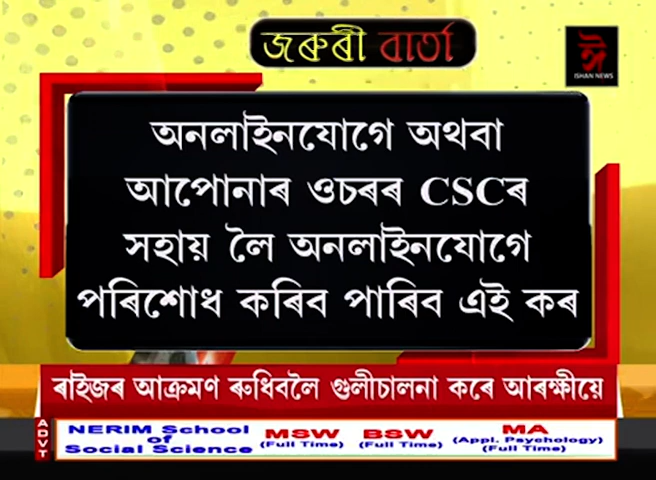 জৰুৰী বাৰ্তা
ঈ
ISHAN NEWS
অনলাইনযোগে অথবা
আপোনাৰ ওচৰৰ CSCৰ
সহায় লৈ অনলাইনযোগে
পৰিশোধ কৰিব পাৰিব এই কৰ
ৰাইজৰ আক্ৰমণ ৰুধিবলৈ গুলীচালনা কৰে আৰক্ষীয়ে
ADVT
NERIM School
of
Social Science
MSW
(Full Time)
BSW
(Full Time)
MA
(Appl. Psychology)
(Full Time)